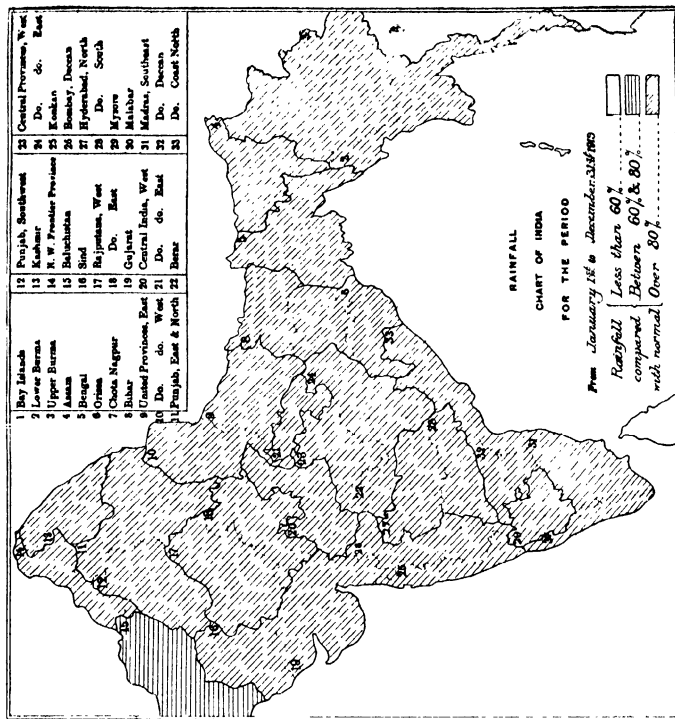 1 Bay Islands
2 Lower Burma
3 Upper Burma
4 Assam
5 Bengal
6 Orissa
7 Chota Nagpur
8 Bihar
9 United Provinces, East
10 Do. do. West
11 Punjab, East & North
12 Punjab, Southwest
13 Kashmir
14 N. W. Frontier Province
15 Baluchistan
16 Sind
17 Rajputana, West
18 Do. East
19 Gujarat
20 Central India, West
21 Do. do. East
22 Berar
23 Central Provinces, West
24 Do. do. East
25 Konkan
26 Bombay, Deccan
27 Hyderabad, North
28 Do. South
29 Mysore
30 Malabar
31 Madras, Southeast
32 Do. Deccan
33 Do. Coast North
RAINFALL
CHART OF INDIA
FOR THE PERIOD
From January 1st to December 31st
Rainfall compared with normal
Less than 60%
Between 60% & 80%
Over 80%